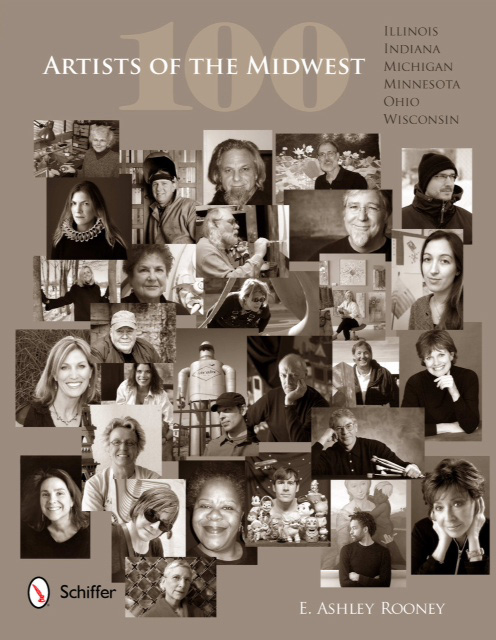 100
ARTISTS OF THE MIDWEST
ILLINOIS
INDIANA
MICHIGAN
MINNESOTA
OHIO
WISCONSIN
Schiffer
E. ASHLEY ROONEY